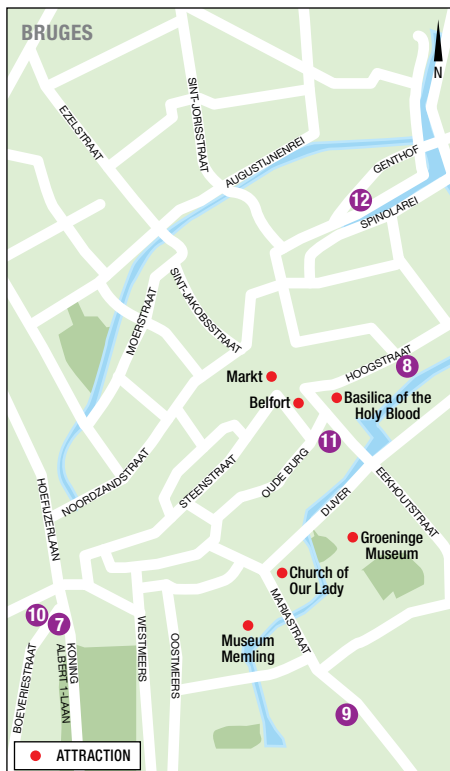 BRUGES
N
EZELSTRAAT
SINT-JORISSTRAAT
AUGUSTIJNENREI
GENTHOF
12
SPINOLAREI
MOERSTRAAT
SINT-JAKOBSSTRAAT
HOOGSTRAAT
8
Markt
Belfort
Basilica of the
Holy Blood
11
STEENSTRAAT
OUDE BURG
NOORDZANDSTRAAT
HOEFIJZERLAAN
DIJVER
EEKHOUTSTRAAT
Groeninge
Museum
Church of
Our Lady
MARIASTRAAT
10
7
Museum
Memling
WESTMEERS
OOSTMEERS
BOEVERIESTRAAT
KONING
ALBERT 1-LAAN
9
ATTRACTION